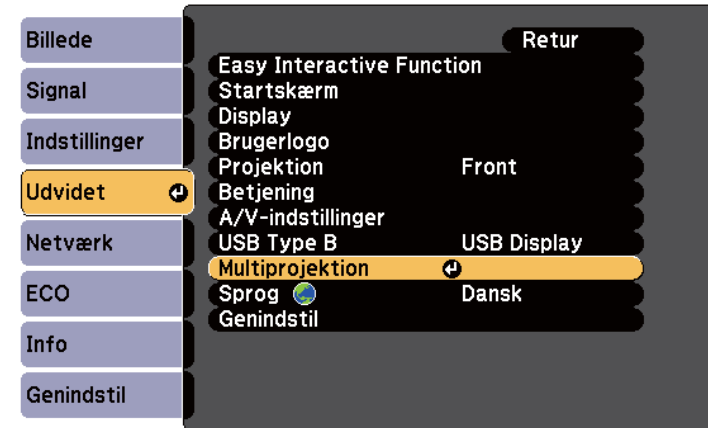 Billede
Signal
Indstillinger
Udvidet
Netværk
ECO
Info
Genindstil
Retur
Easy Interactive Function
Startskærm
Display
Brugerlogo
Projektion Front
Betjening
A/V-indstillinger
USB Type B USB Display
Multiprojektion
Sprog Dansk
Genindstil